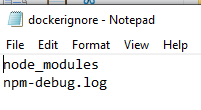 dockerignore - Notepad
File Edit Format View Help
node_modules
npm-debug.log